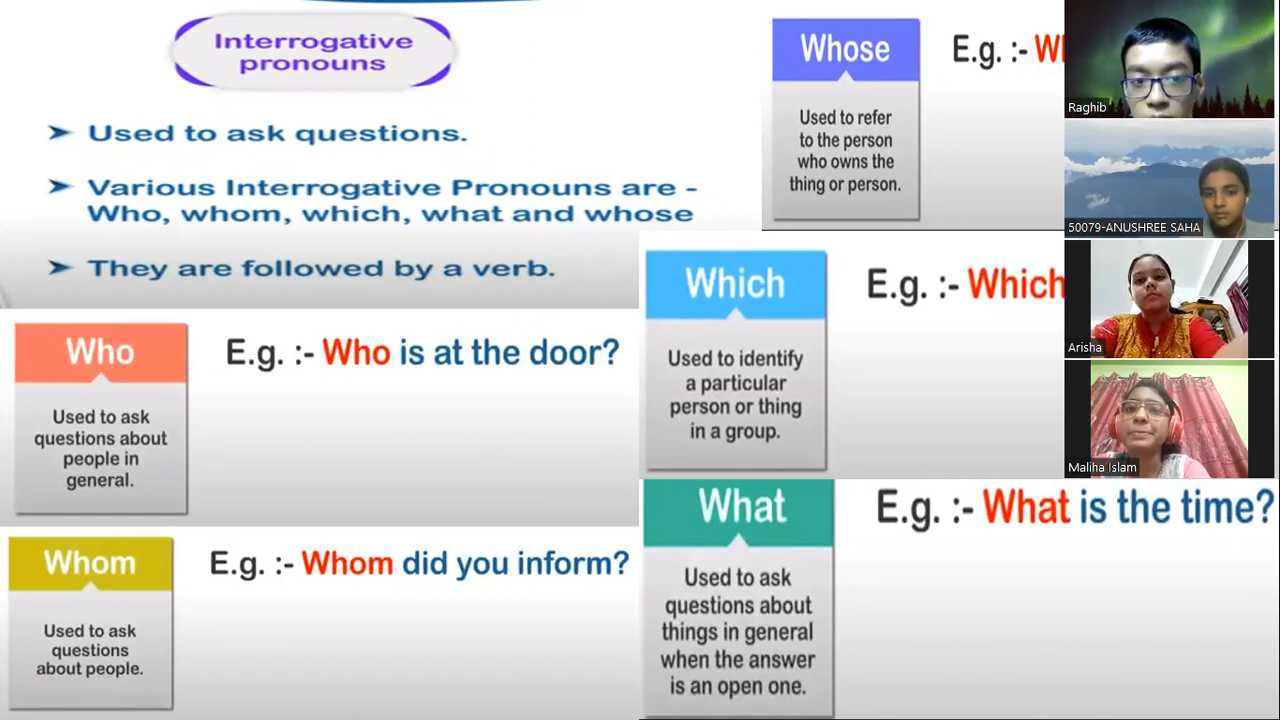 Interrogative
pronouns
➤ Used to ask questions.
➤ Various Interrogative Pronouns are -
Who, whom, which, what and whose
➤ They are followed by a verb.
Who
Used to ask
questions about
people in
general.
E.g. :- Who is at the door?
Whom
Used to ask
questions
about people.
E.g. :- Whom did you inform?
Whose
Used to refer
to the person
who owns the
thing or person.
E.g. :-
Which
Used to identify
a particular
person or thing
in a group.
E.g. :- Which
What
Used to ask
questions about
things in general
when the answer
is an open one.
E.g. :- What is the time?
Raghib
50079-ANUSHREE SAHA
Arisha
Maliha Islam